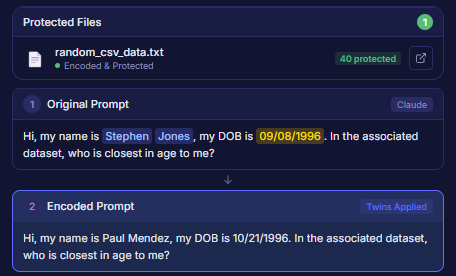 Protected Files
1
random_csv_data.txt
Encoded & Protected
40 protected
1 Original Prompt Claude
Hi, my name is Stephen Jones, my DOB is 09/08/1996. In the associated
dataset, who is closest in age to me?
↓
2 Encoded Prompt Twins Applied
Hi, my name is Paul Mendez, my DOB is 10/21/1996. In the associated dataset,
who is closest in age to me?